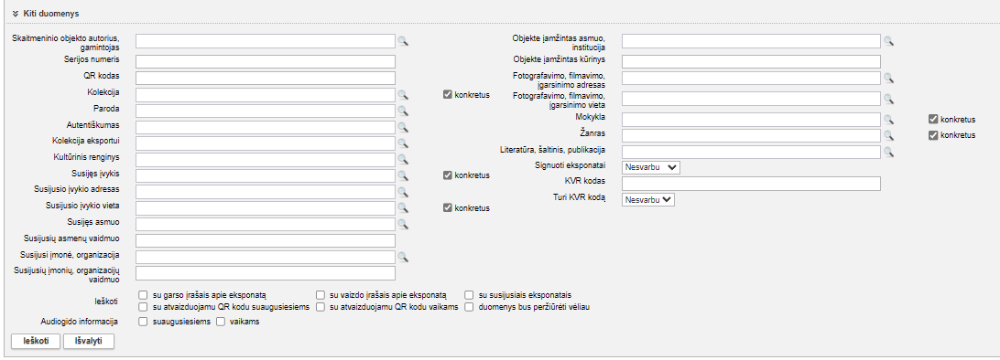 Kiti duomenys
Skaitmeninio objekto autorius,
gamintojas
Serijos numeris
QR kodas
Kolekcija
konkretus
Paroda
Autentiškumas
Kolekcija eksportui
Kultūrinis renginys
Susijęs įvykis
konkretus
Susijusio įvykio adresas
Susijusio įvykio vieta
konkretus
Susijęs asmuo
Susijusių asmenų vaidmuo
Susijusi įmonė, organizacija
Susijusių įmonių, organizacijų
vaidmuo
Objekte įamžintas asmuo,
institucija
Objekte įamžintas kūrinys
Fotografavimo, filmavimo,
įgarsinimo adresas
Fotografavimo, filmavimo,
įgarsinimo vieta
Mokykla
konkretus
Žanras
konkretus
Literatūra, šaltinis, publikacija
Signuoti eksponatai
Nesvarbu
KVR kodas
Turi KVR kodą
Nesvarbu
Ieškoti
su garso įrašais apie eksponatą
su vaizdo įrašais apie eksponatą
su susijusiais eksponatais
su atvaizduojamu QR kodu suaugusiesiems
su atvaizduojamu QR kodu vaikams
duomenys bus peržiūrėti vėliau
Audiogido informacija
suaugusiesiems
vaikams
Ieškoti
Išvalyti